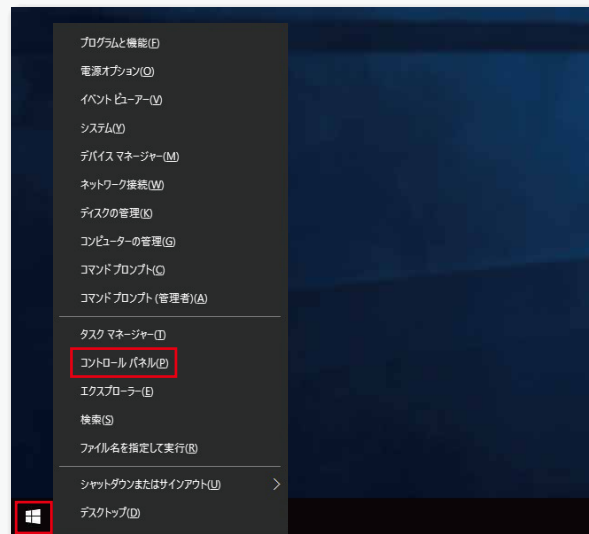 プログラムと機能(F)
電源オプション(O)
イベント ビューアー(V)
システム(Y)
デバイス マネージャー(M)
ネットワーク接続(W)
ディスクの管理(K)
コンピューターの管理(G)
コマンド プロンプト(C)
コマンド プロンプト (管理者)(A)
タスク マネージャー(T)
コントロール パネル(P)
エクスプローラー(E)
検索(S)
ファイル名を指定して実行(R)
シャットダウンまたはサインアウト(U)
デスクトップ(D)